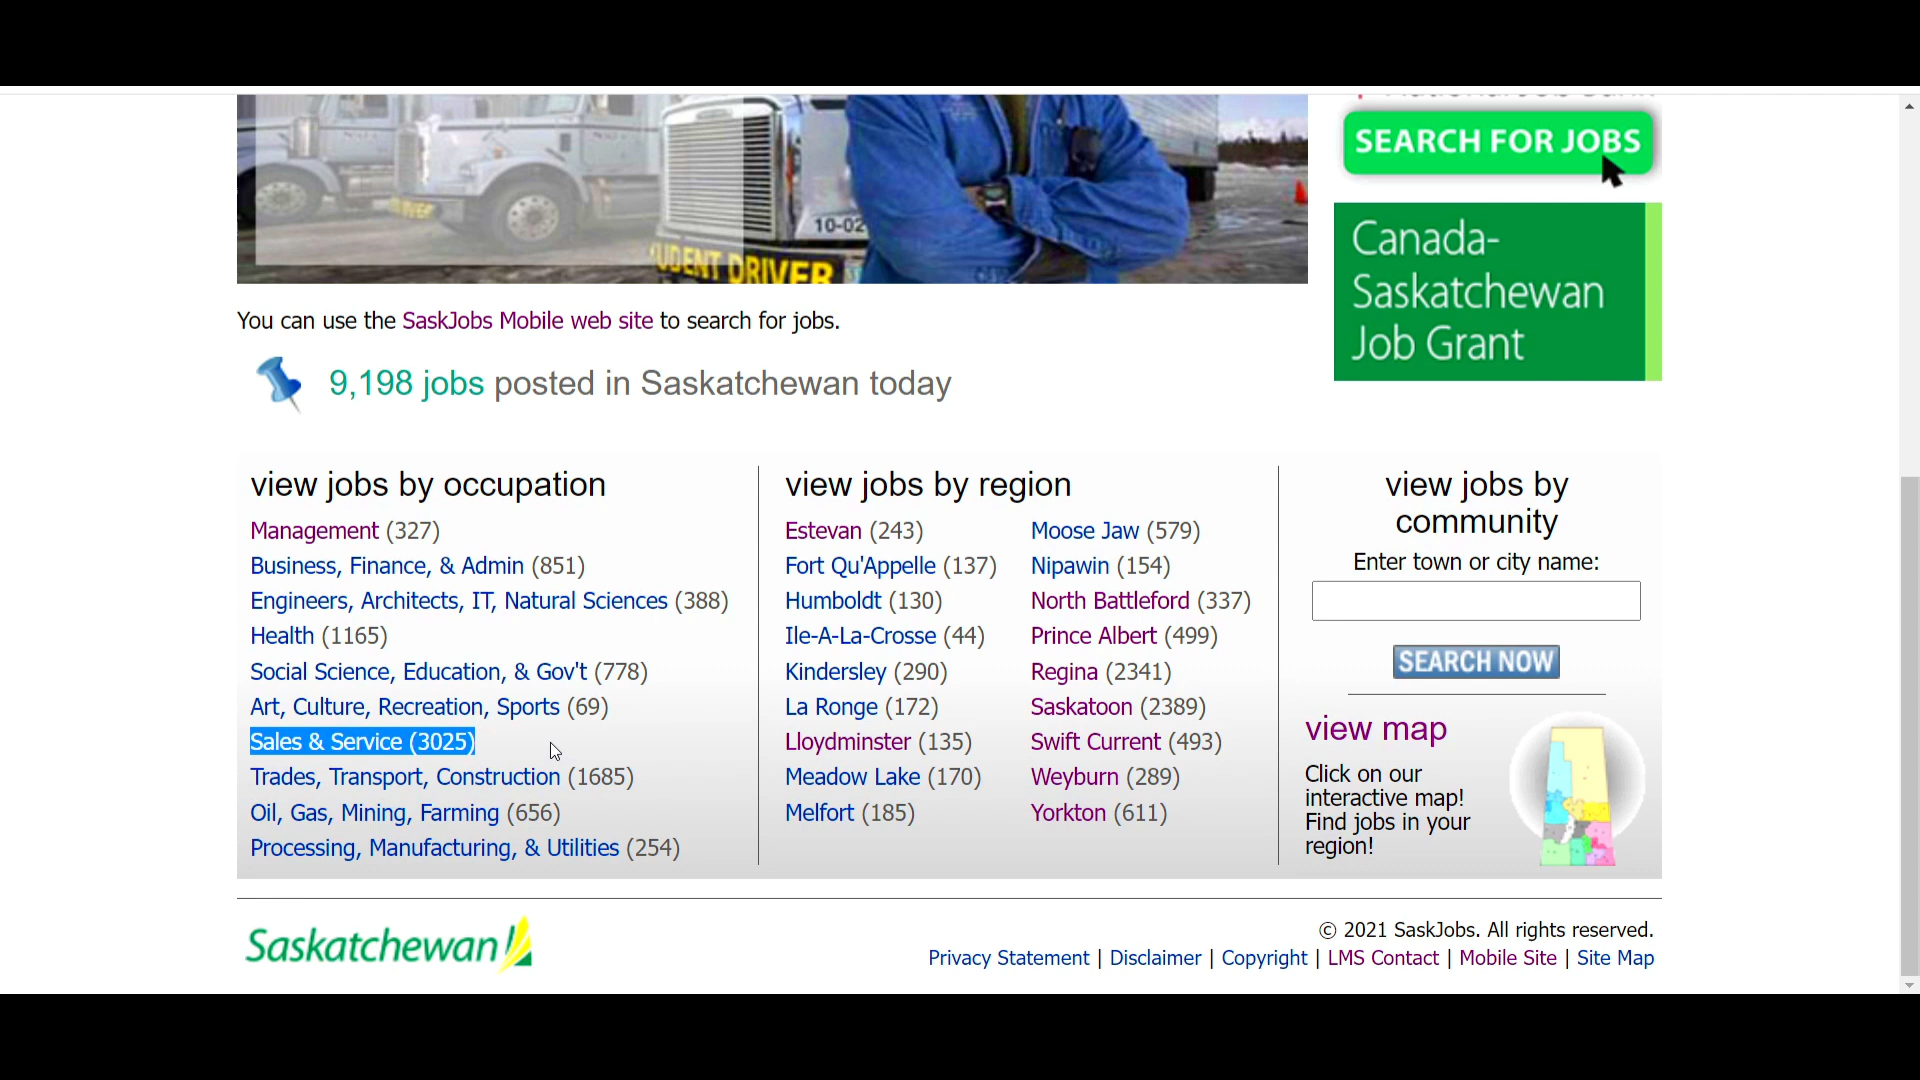 SEARCH FOR JOBS
10-02
UDENT DRIVER
Canada-
Saskatchewan
Job Grant
You can use the SaskJobs Mobile web site to search for jobs.
9,198 jobs posted in Saskatchewan today
view jobs by occupation
Management (327)
Business, Finance, & Admin (851)
Engineers, Architects, IT, Natural Sciences (388)
Health (1165)
Social Science, Education, & Gov't (778)
Art, Culture, Recreation, Sports (69)
Sales & Service (3025)
Trades, Transport, Construction (1685)
Oil, Gas, Mining, Farming (656)
Processing, Manufacturing, & Utilities (254)
view jobs by region
Estevan (243)
Fort Qu'Appelle (137)
Humboldt (130)
Ile-A-La-Crosse (44)
Kindersley (290)
La Ronge (172)
Lloydminster (135)
Meadow Lake (170)
Melfort (185)
Moose Jaw (579)
Nipawin (154)
North Battleford (337)
Prince Albert (499)
Regina (2341)
Saskatoon (2389)
Swift Current (493)
Weyburn (289)
Yorkton (611)
view jobs by
community
Enter town or city name:
SEARCH NOW
view map
Click on our
interactive map!
Find jobs in your
region!
Saskatchewan
© 2021 SaskJobs. All rights reserved.
Privacy Statement | Disclaimer | Copyright | LMS Contact | Mobile Site | Site Map